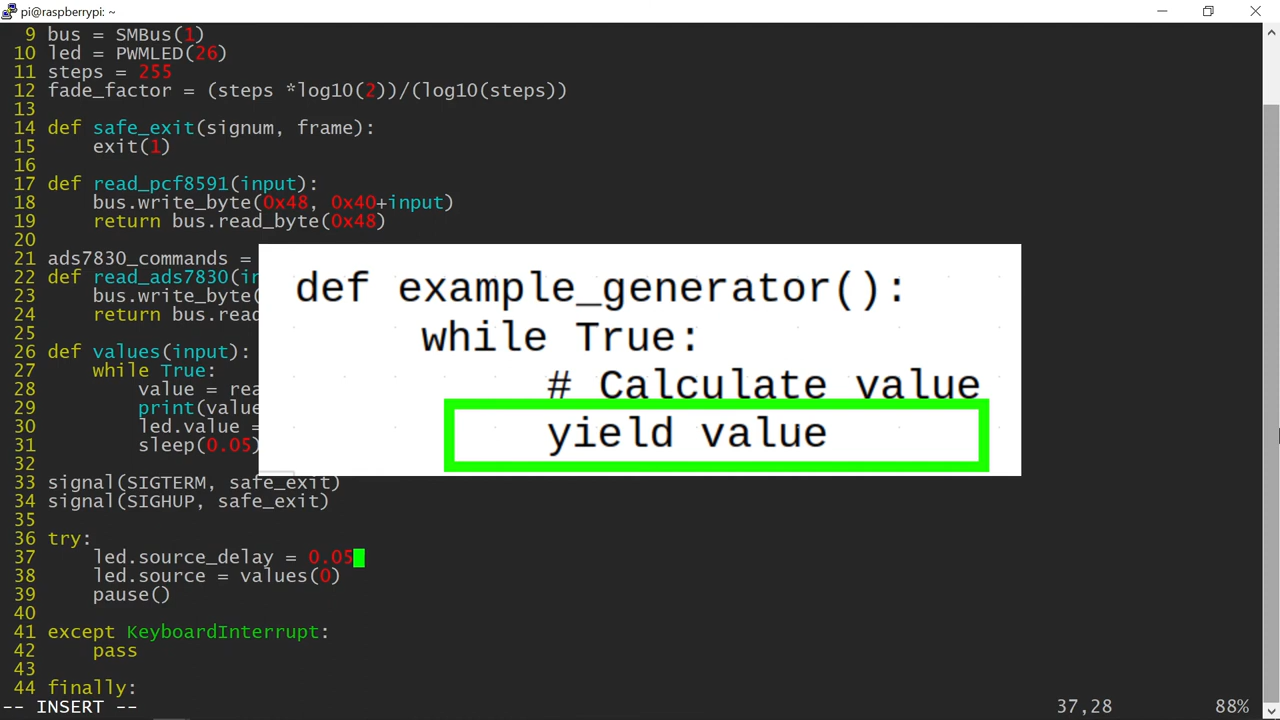 pi@raspberrypi: ~
9 bus = SMBus(1)
10 led = PWMLED(26)
11 steps = 255
12 fade_factor = (steps *log10(2))/(log10(steps))
13
14 def safe_exit(signum, frame):
15     exit(1)
16
17 def read_pcf8591(input):
18     bus.write_byte(0x48, 0x40+input)
19     return bus.read_byte(0x48)
20
21 ads7830_commands =
22 def read_ads7830(in
23     bus.write_byte(
24     return bus.read
25
26 def values(input):
27     while True:
28         value = rea
29         print(value
30         led.value =
31         sleep(0.05)
32
33 signal(SIGTERM, safe_exit)
34 signal(SIGHUP, safe_exit)
35
36 try:
37     led.source_delay = 0.05
38     led.source = values(0)
39     pause()
40
41 except KeyboardInterrupt:
42     pass
43
44 finally:
-- INSERT -- 37,28 88%
def example_generator():
    while True:
        # Calculate value
        yield value